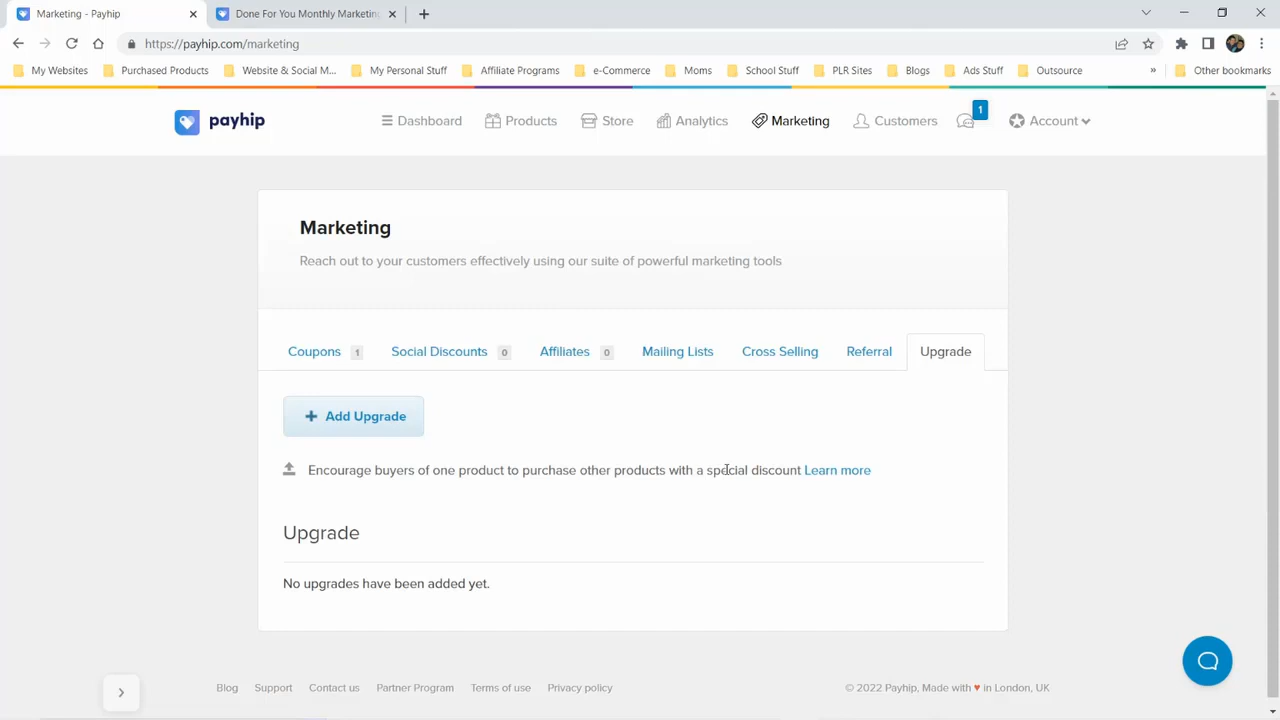 Marketing - Payhip
Done For You Monthly Marketing
https://payhip.com/marketing
My Websites
Purchased Products
Website & Social M...
My Personal Stuff
Affiliate Programs
e-Commerce
Moms
School Stuff
PLR Sites
Blogs
Ads Stuff
Outsource
»
Other bookmarks
payhip
Dashboard
Products
Store
Analytics
Marketing
Customers
1
Account
Marketing
Reach out to your customers effectively using our suite of powerful marketing tools
Coupons 1
Social Discounts 0
Affiliates 0
Mailing Lists
Cross Selling
Referral
Upgrade
+ Add Upgrade
Encourage buyers of one product to purchase other products with a special discount Learn more
Upgrade
No upgrades have been added yet.
Blog
Support
Contact us
Partner Program
Terms of use
Privacy policy
© 2022 Payhip, Made with ♥ in London, UK